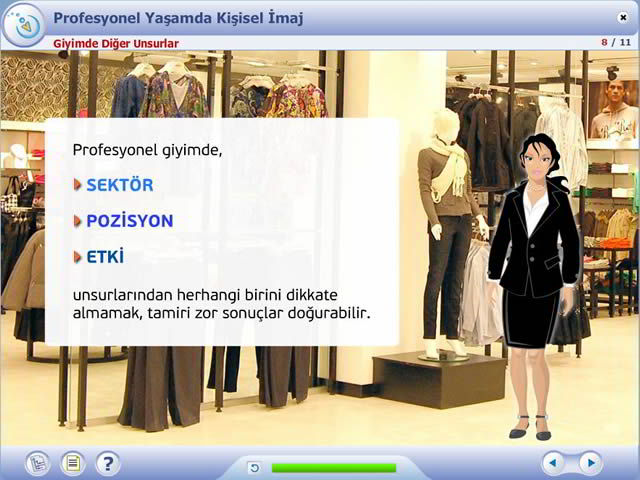 Profesyonel Yaşamda Kişisel İmaj
Giyimde Diğer Unsurlar
8 / 11
Profesyonel giyimde,
SEKTÖR
POZİSYON
ETKİ
unsurlarından herhangi birini dikkate
almamak, tamiri zor sonuçlar doğurabilir.
?